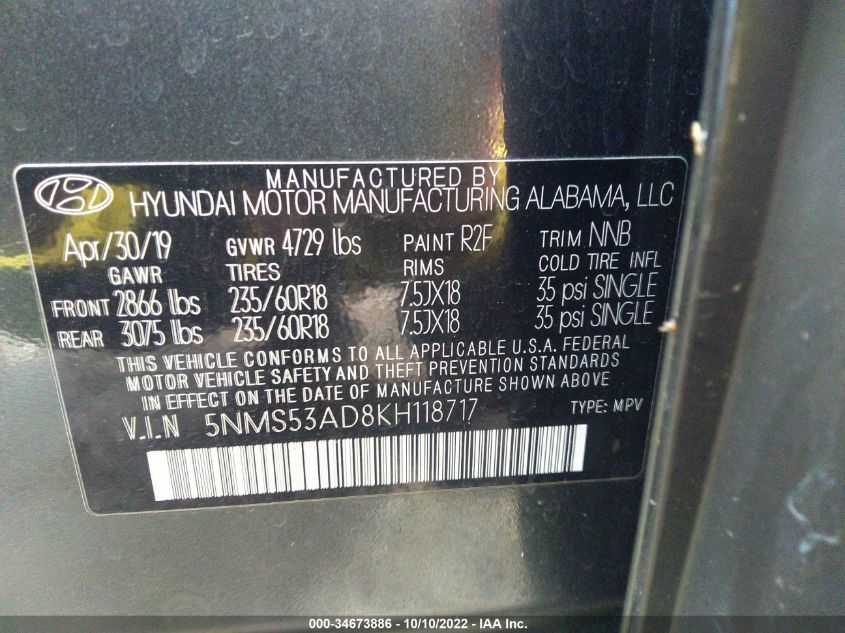 MANUFACTURED BY
HYUNDAI MOTOR MANUFACTURING ALABAMA, LLC
Apr/30/19 GVWR 4729 lbs PAINT R2F TRIM NNB
GAWR TIRES RIMS COLD TIRE INFL
FRONT 2866 lbs 235/60R18 7.5JX18 35 psi SINGLE
REAR 3075 lbs 235/60R18 7.5JX18 35 psi SINGLE
THIS VEHICLE CONFORMS TO ALL APPLICABLE U.S.A. FEDERAL
MOTOR VEHICLE SAFETY AND THEFT PREVENTION STANDARDS
IN EFFECT ON THE DATE OF MANUFACTURE SHOWN ABOVE
V.I.N 5NMS53AD8KH118717 TYPE: MPV
000-34673886 - 10/10/2022 - IAA Inc.